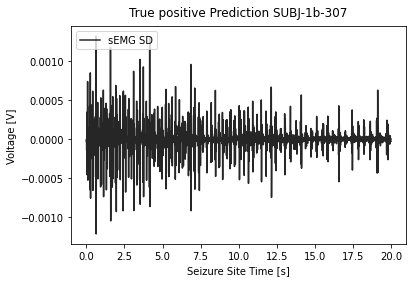 True positive Prediction SUBJ-1b-307
sEMG SD
Voltage [V]
0.0010
0.0005
0.0000
−0.0005
−0.0010
0.0 2.5 5.0 7.5 10.0 12.5 15.0 17.5 20.0
Seizure Site Time [s]